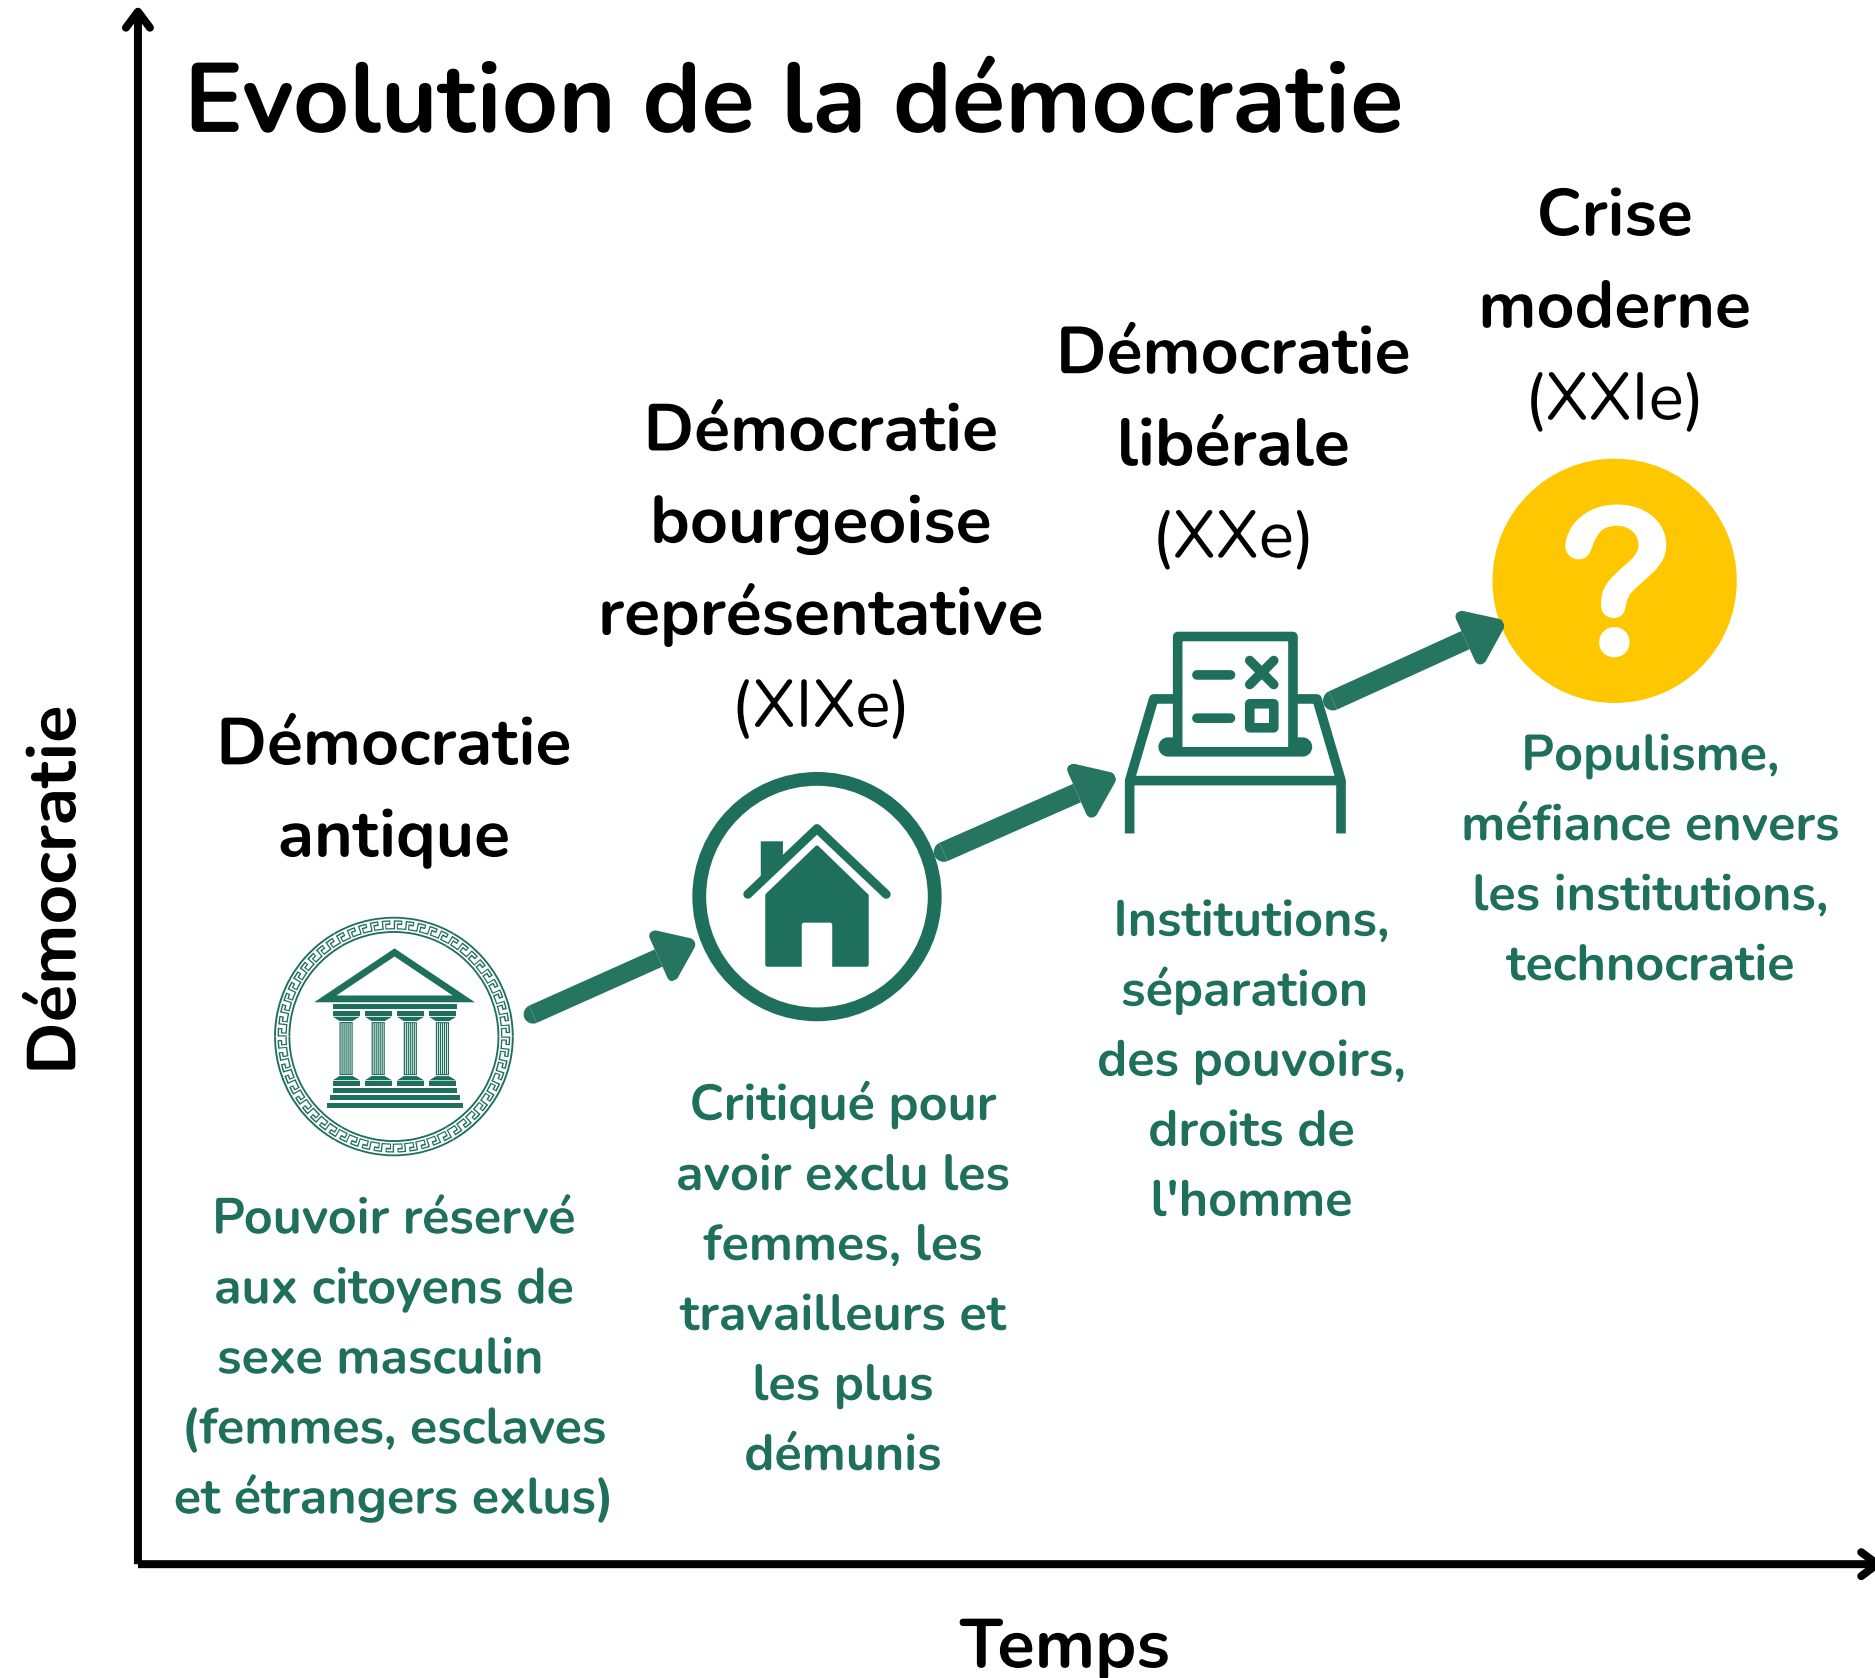 Evolution de la démocratie
Démocratie
Démocratie
antique
Pouvoir réservé
aux citoyens de
sexe masculin
(femmes, esclaves
et étrangers exlus)
Démocratie
bourgeoise
représentative
(XIXe)
Critiqué pour
avoir exclu les
femmes, les
travailleurs et
les plus
démunis
Démocratie
libérale
(XXe)
Institutions,
séparation
des pouvoirs,
droits de
l'homme
Crise
moderne
(XXIe)
?
Populisme,
méfiance envers
les institutions,
technocratie
Temps